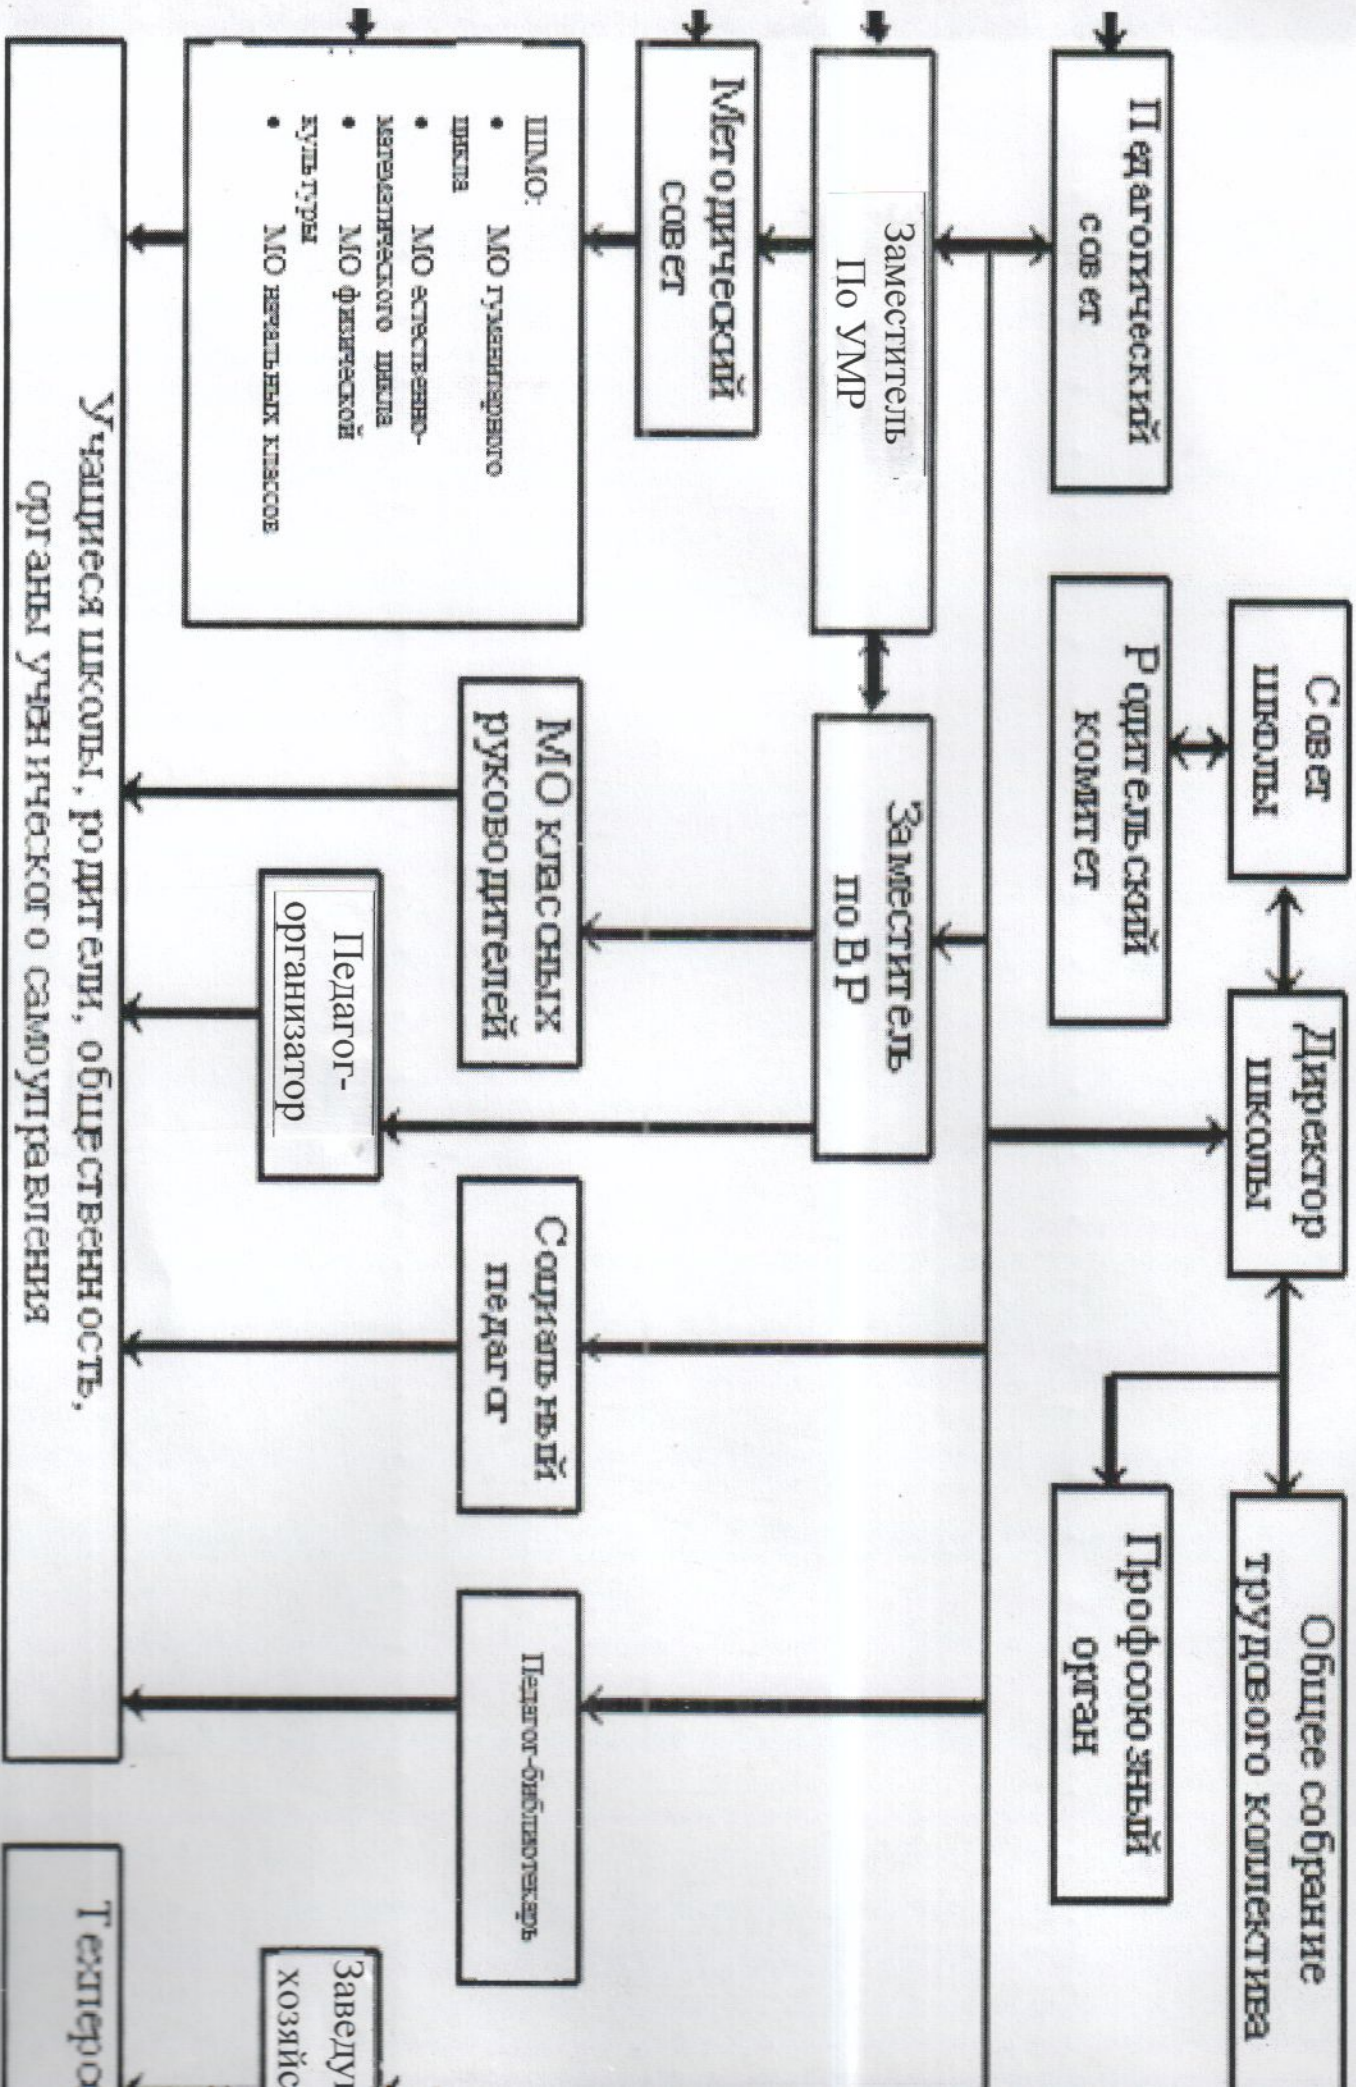 Совет
школы
Директор
школы
Общее собрание
трудового коллектива
Педагогический
совет
Родительский
комитет
Профсоюзный
орган
Заместитель
По УМР
Заместитель
по ВР
Методический
совет
ШМО:
• МО гуманитарного
цикла
• МО естественно-
математического цикла
• МО физической
культуры
• МО начальных классов
МО классных
руководителей
Социальный
педагог
Педагог-библиотекарь
Педагог-
организатор
Учащиеся школы, родители, общественность,
органы ученического самоуправления